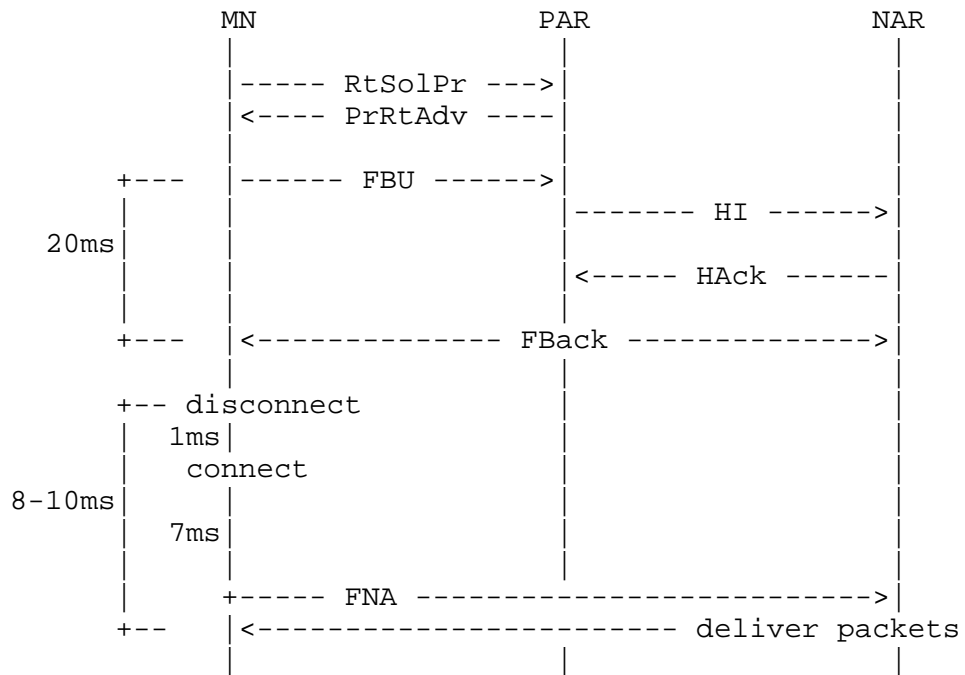 MN PAR NAR
RtSolPr
PrRtAdv
FBU
HI
20ms
HAck
FBack
disconnect
1ms
connect
8-10ms
7ms
FNA
deliver packets